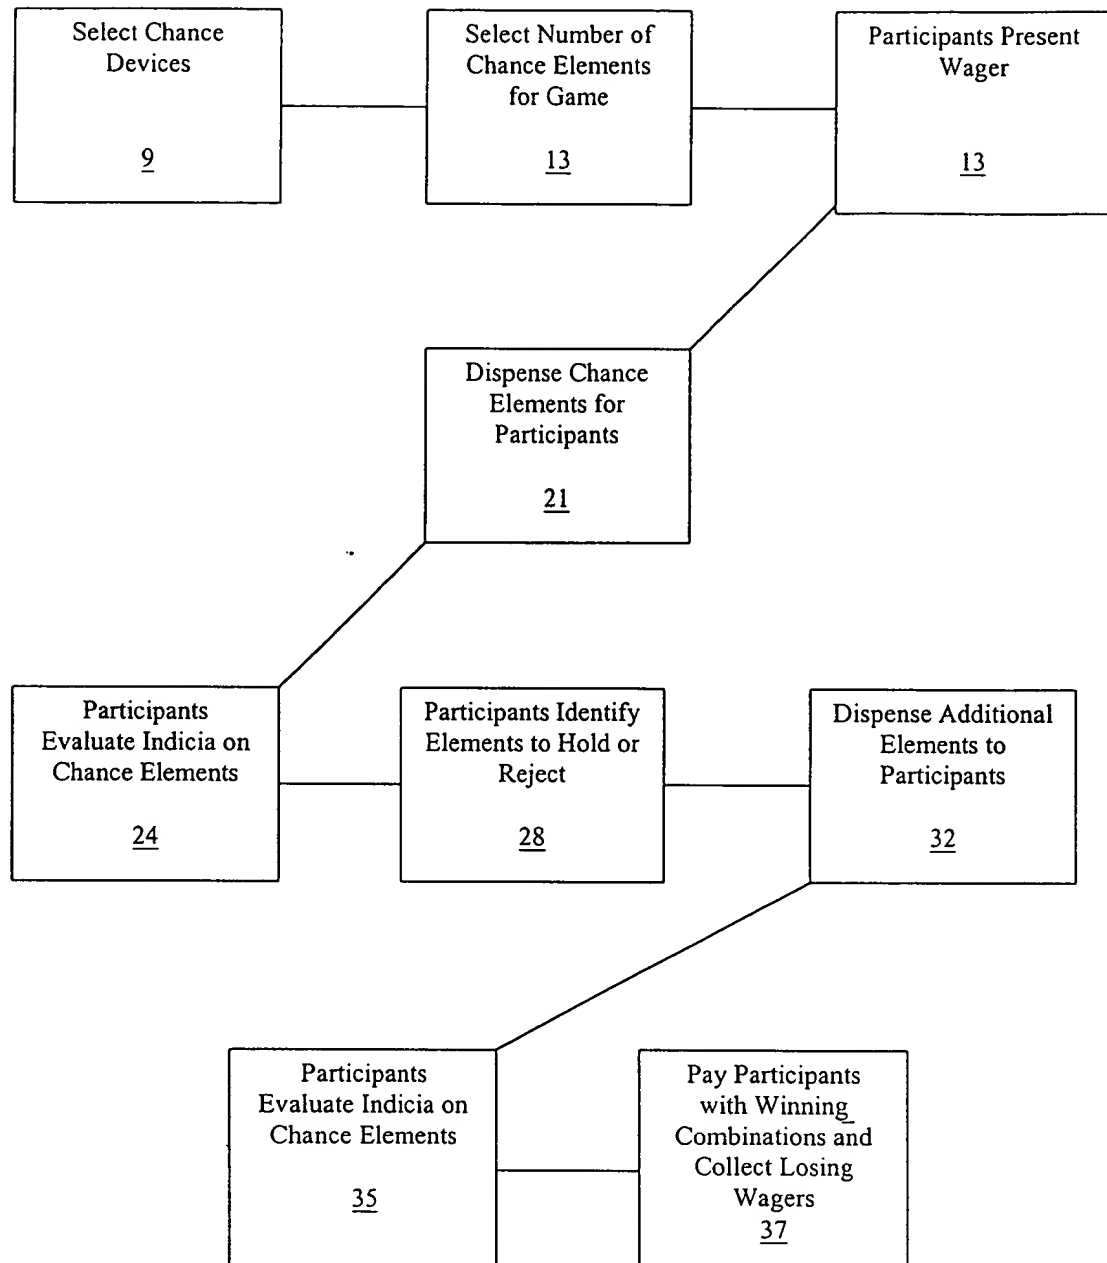 Select Chance
Devices
9
Select Number of
Chance Elements
for Game
13
Participants Present
Wager
13
Dispense Chance
Elements for
Participants
21
Participants
Evaluate Indicia on
Chance Elements
24
Participants Identify
Elements to Hold or
Reject
28
Dispense Additional
Elements to
Participants
32
Participants
Evaluate Indicia on
Chance Elements
35
Pay Participants
with Winning
Combinations and
Collect Losing
Wagers
37